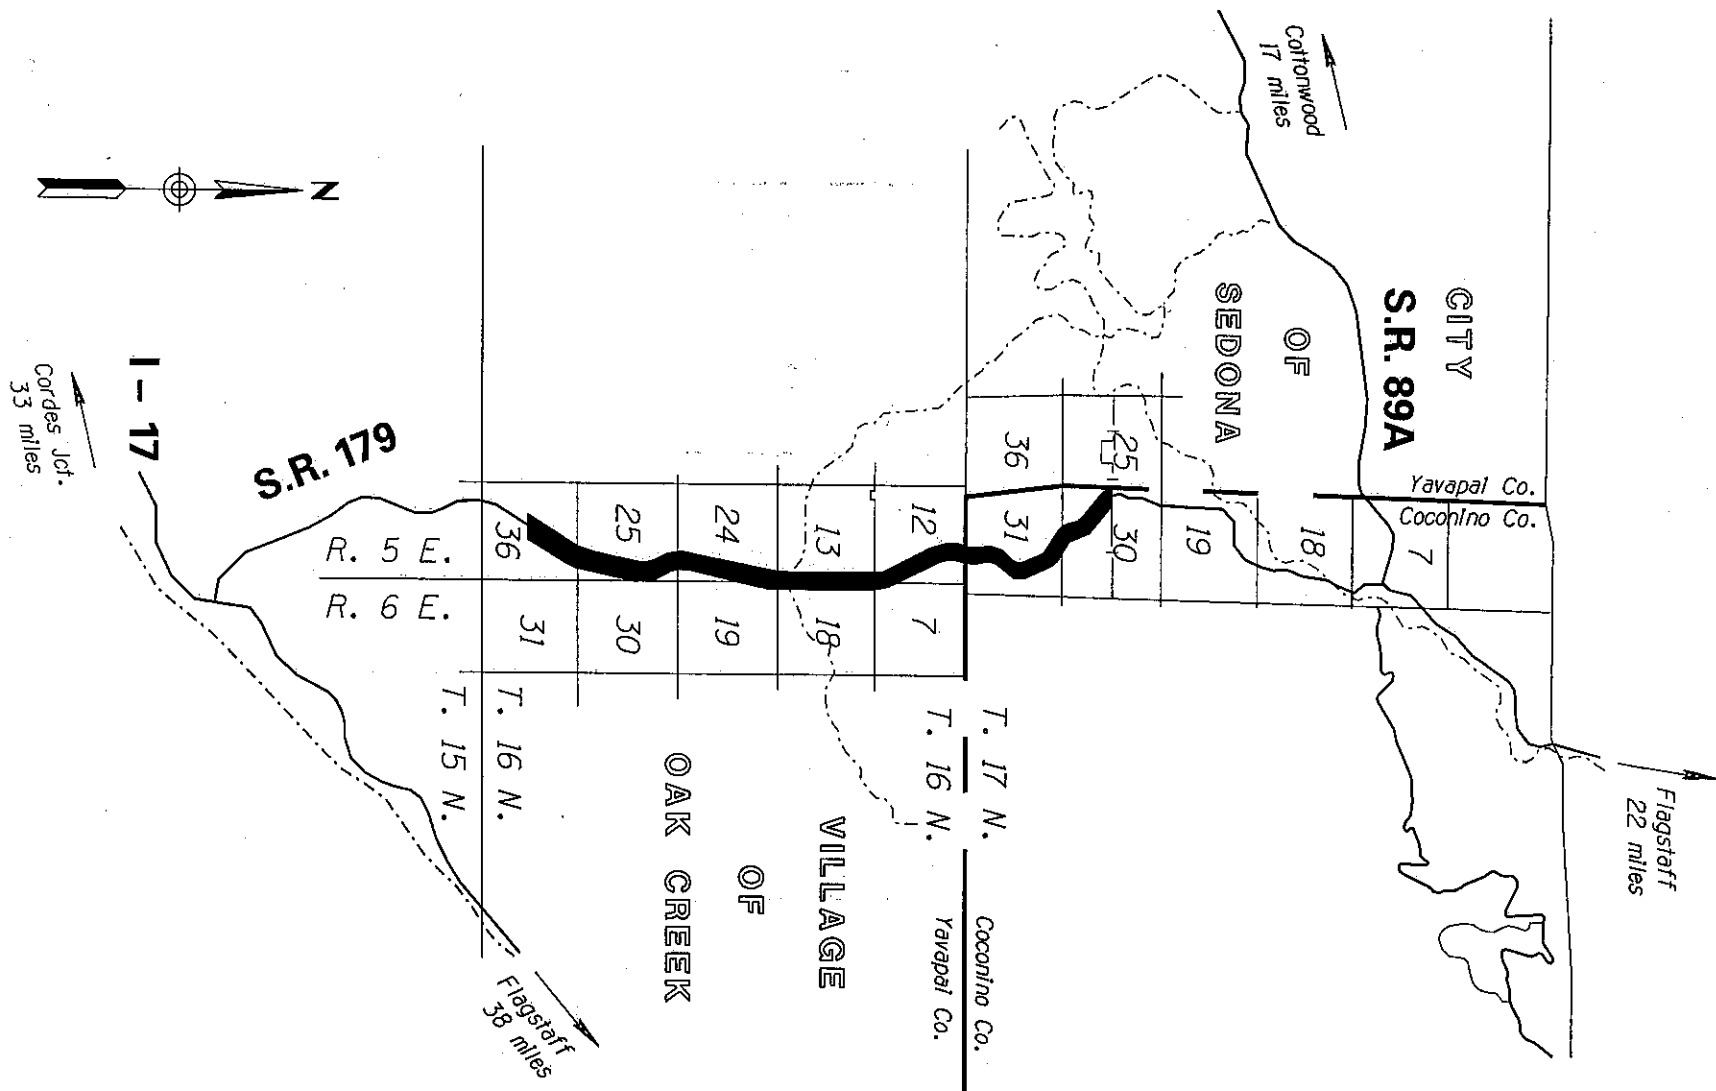 Cottonwood
17 miles
N
CITY
OF
SEDONA
S.R. 89A
Yavapai Co.
Coconino Co.
I-17
Cordes Jct.
33 miles
S.R. 179
R. 5 E.
R. 6 E.
36
25
24
13
12
36
25
31
30
19
18
7
31
30
19
18
7
T. 16 N.
T. 15 N.
T. 17 N.
T. 16 N.
VILLAGE
OF
OAK CREEK
Coconino Co.
Yavapai Co.
Flagstaff
22 miles
Flagstaff
38 miles